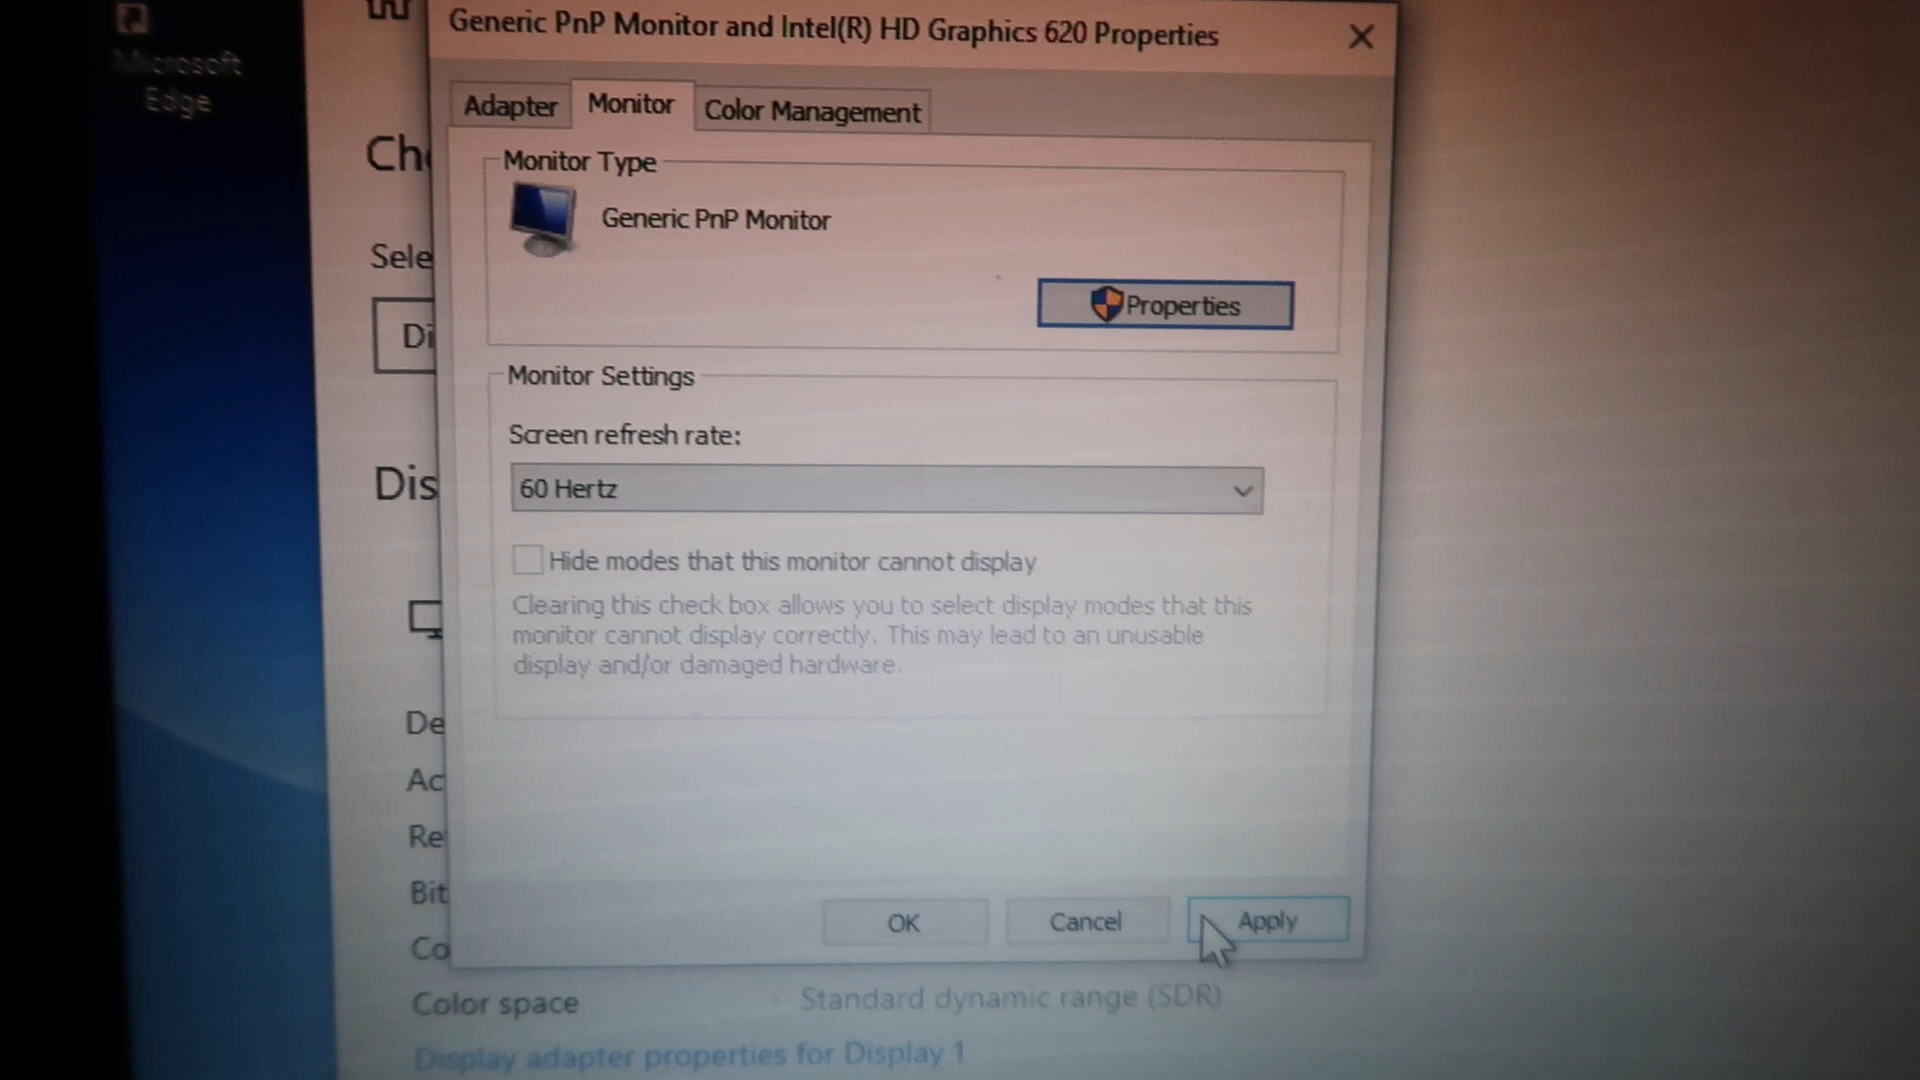 Microsoft
Edge
Generic PnP Monitor and Intel(R) HD Graphics 620 Properties
Adapter
Monitor
Color Management
Ch
Monitor Type
Generic PnP Monitor
Sele
Properties
Di
Monitor Settings
Screen refresh rate:
Dis
60 Hertz
Hide modes that this monitor cannot display
Clearing this check box allows you to select display modes that this
monitor cannot display correctly. This may lead to an unusable
display and/or damaged hardware.
De
Ac
Re
Bit
OK
Cancel
Apply
Co
Color space
Standard dynamic range (SDR)
Display adapter properties for Display 1